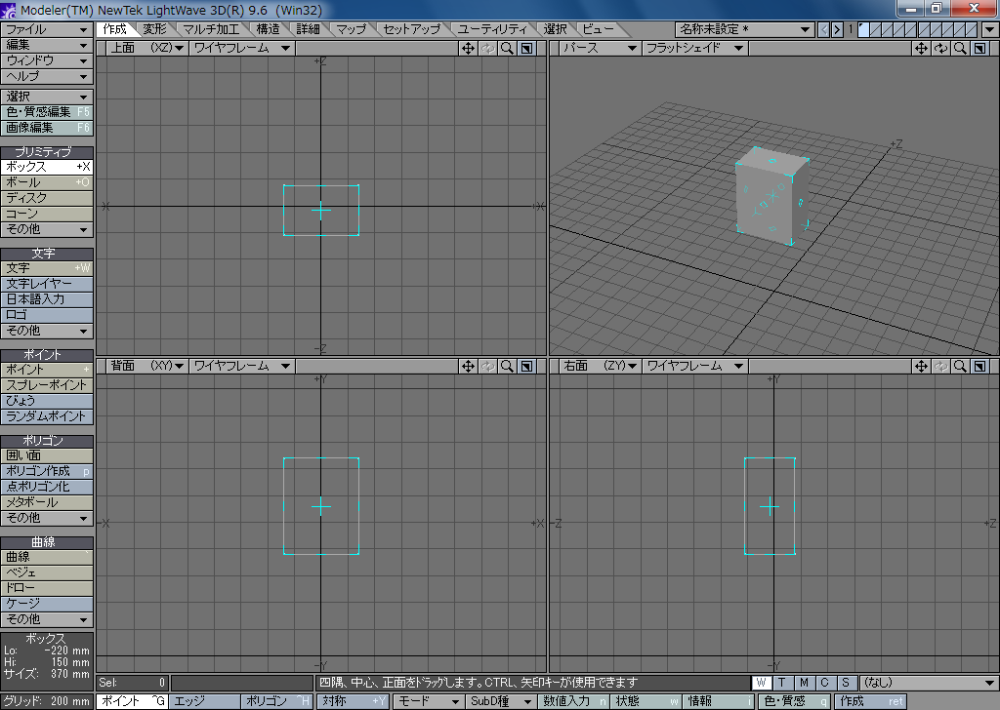 Modeler(TM) NewTek LightWave 3D(R) 9.6 (Win32)
ファイル
編集
ウィンドウ
ヘルプ
作成 変形 マルチ加工 構造 詳細 マップ セットアップ ユーティリティ 選択 ビュー 名称未設定 * < > 1
上面 (XZ) ワイヤフレーム
パース フラットシェイド
選択
色・質感編集 F5
画像編集 F6
プリミティブ
ボックス +X
ボール +O
ディスク
コーン
その他
文字
文字 +W
文字レイヤー
日本語入力
ロゴ
その他
ポイント
ポイント +
スプレーポイント
びょう
ランダムポイント
ポリゴン
囲い面
ポリゴン作成 p
点ポリゴン化
メタボール
その他
曲線
曲線
ベジェ
ドロー
ケージ
その他
ボックス
Lo: -220 mm
Hi: 150 mm
サイズ: 370 mm
グリッド: 200 mm
+Z
-X
+X
-Z
+Z
背面 (XY) ワイヤフレーム
+Y
-X
+X
-Y
右面 (ZY) ワイヤフレーム
+Y
-Z
+Z
-Y
Sel: 0
四隅、中心、正面をドラッグします。CTRL、矢印キーが使用できます
W T M C S (なし)
ポイント ^G エッジ ポリゴン ^H 対称 +Y モード SubD種 数値入力 n 状態 w 情報 i 色・質感 q 作成 ret